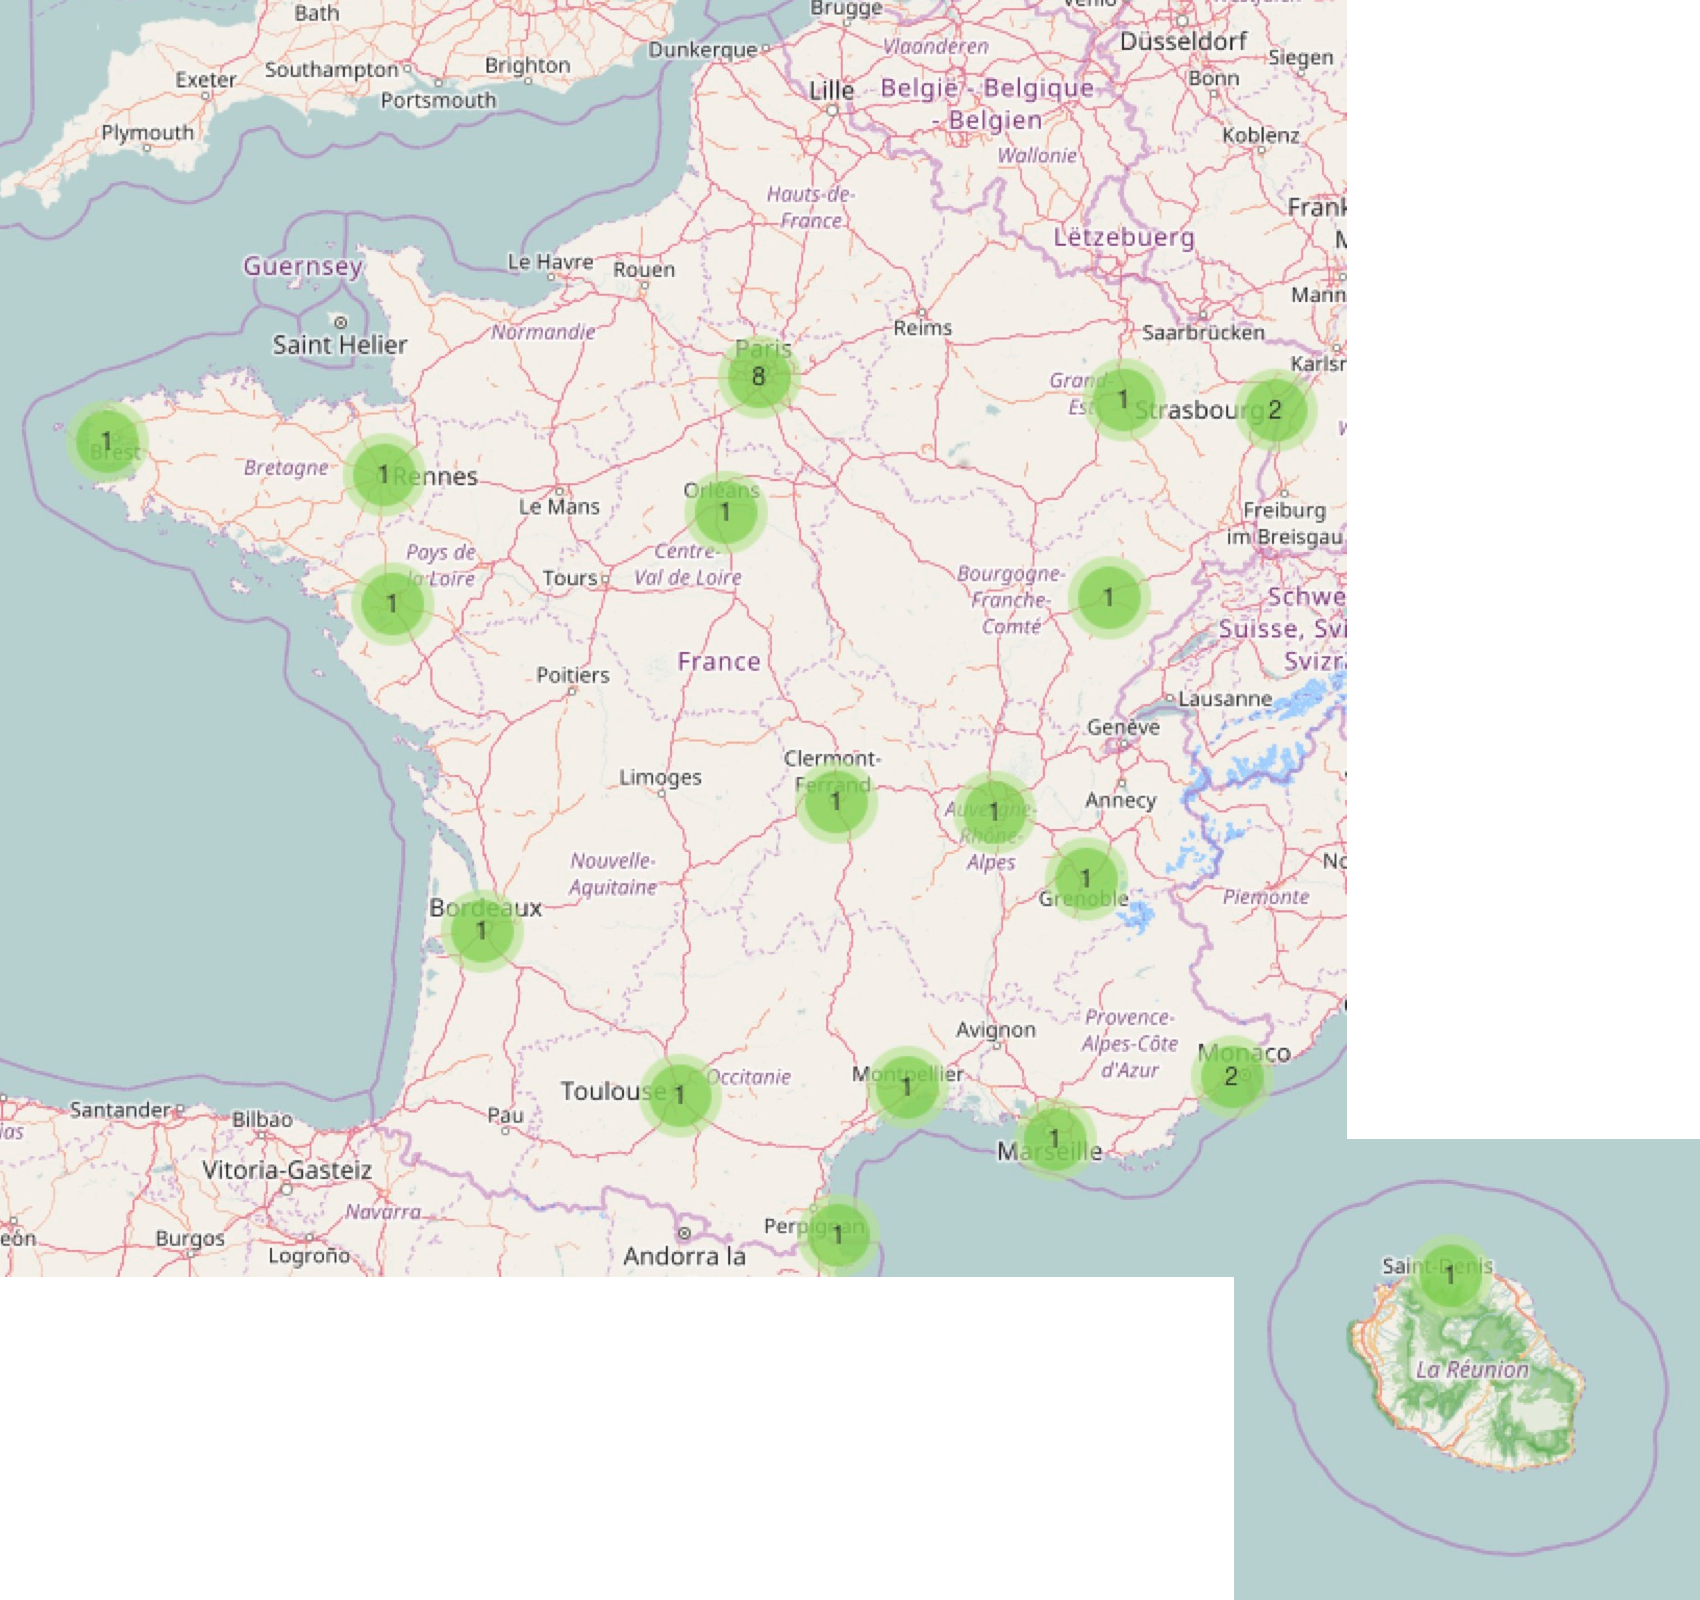 Bath
Brugge
Düsseldorf
Dunkerque
Vlaanderen
Siegen
Exeter
Southampton
Brighton
Portsmouth
Lille
België - Belgique
- Belgien
Bonn
Plymouth
Koblenz
Wallonie
Hauts-de-
France
Lëtzebuerg
Guernsey
Le Havre
Rouen
Saint Helier
Normandie
Reims
Saarbrücken
Paris
8
Grand-
Est
1
Strasbourg
2
1
Brest
Bretagne
1
Rennes
Le Mans
Orléans
1
Freiburg
im Breisgau
Pays de
la Loire
1
Tours
Centre-
Val de Loire
Bourgogne-
Franche-
Comté
1
Suisse,
France
Poitiers
Lausanne
Genève
Limoges
Clermont-
Ferrand
1
Auvergne-
Rhône-
Alpes
1
Annecy
1
Grenoble
Nouvelle-
Aquitaine
Piemonte
Bordeaux
1
Avignon
Provence-
Alpes-Côte
d'Azur
Monaco
2
Toulouse
1
Occitanie
Montpellier
1
Marseille
1
Pau
Santander
Bilbao
Vitoria-Gasteiz
Navarra
Burgos
Logroño
Andorra la
Perpignan
1
Saint-Denis
1
La Réunion